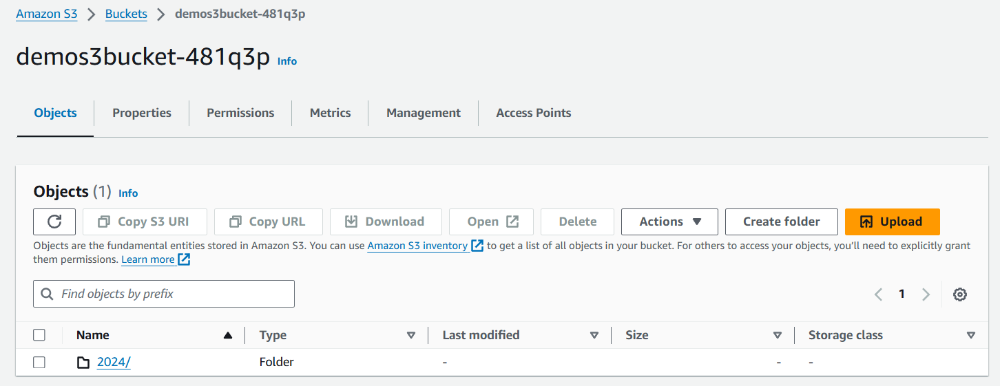 Amazon S3 > Buckets > demos3bucket-481q3p
demos3bucket-481q3p Info
Objects Properties Permissions Metrics Management Access Points
Objects (1) Info
Copy S3 URI Copy URL Download Open Delete Actions Create folder Upload
Objects are the fundamental entities stored in Amazon S3. You can use Amazon S3 inventory to get a list of all objects in your bucket. For others to access your objects, you’ll need to explicitly grant
them permissions. Learn more
Find objects by prefix
1
Name Type Last modified Size Storage class
2024/ Folder - - -